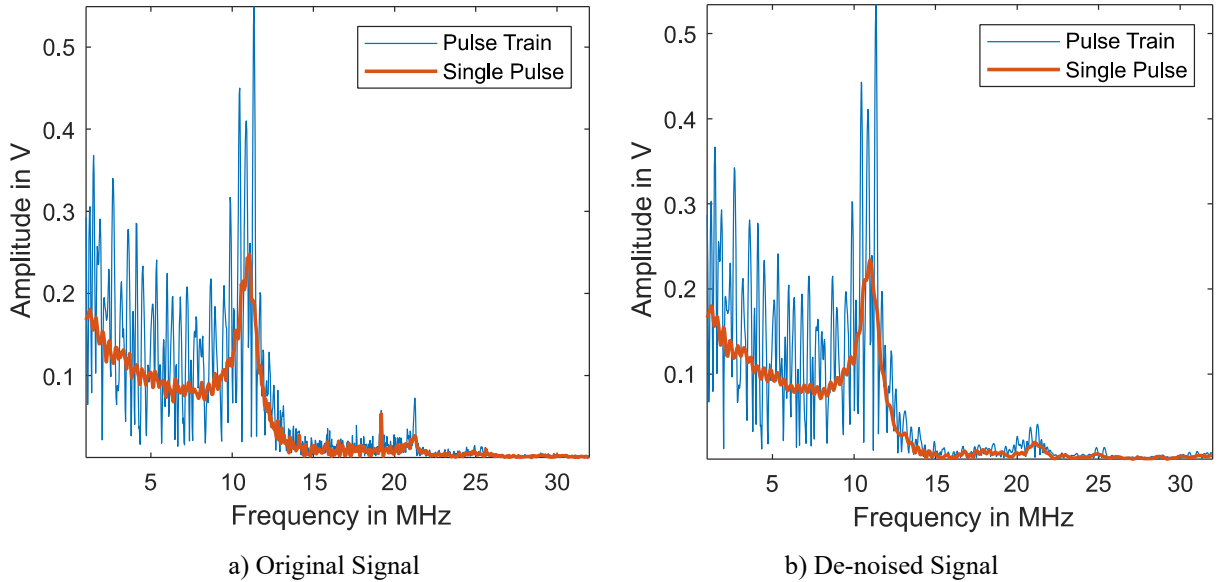 Pulse Train
Single Pulse
Amplitude in V
0.5
0.4
0.3
0.2
0.1
5
10
15
20
25
30
Frequency in MHz
a) Original Signal
Pulse Train
Single Pulse
Amplitude in V
0.5
0.4
0.3
0.2
0.1
5
10
15
20
25
30
Frequency in MHz
b) De-noised Signal